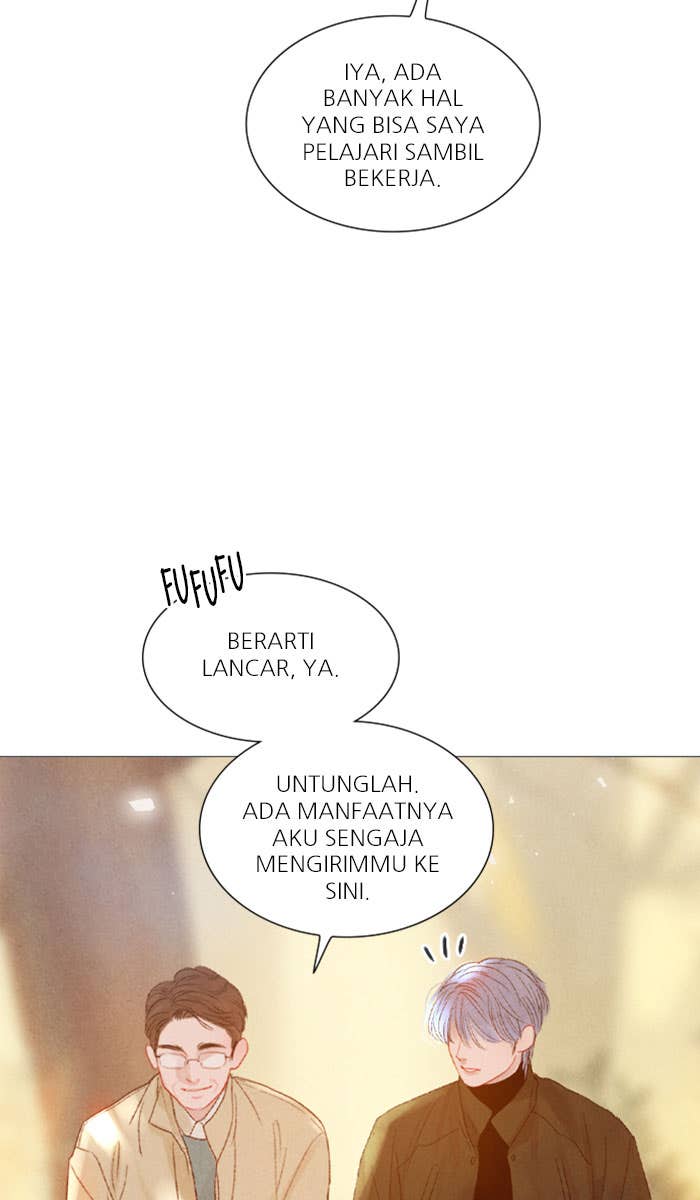 IYA, ADA
BANYAK HAL
YANG BISA SAYA
PELAJARI SAMBIL
BEKERJA.
FUFUFU
BERARTI
LANCAR, YA.
UNTUNGLAH.
ADA MANFAATNYA
AKU SENGAJA
MENGIRIMMU KE
SINI.